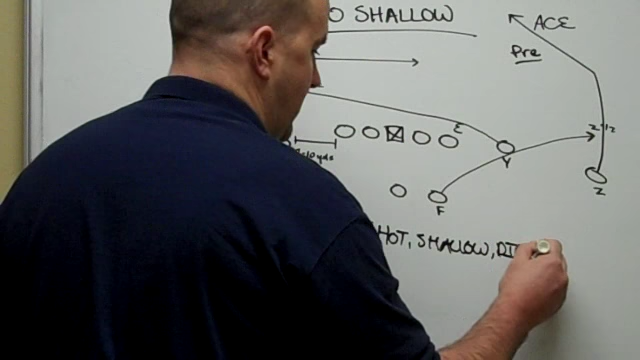 O SHALLOW
ACE
Pre
E
Y
Z
F
HOT, SHALLOW, DI